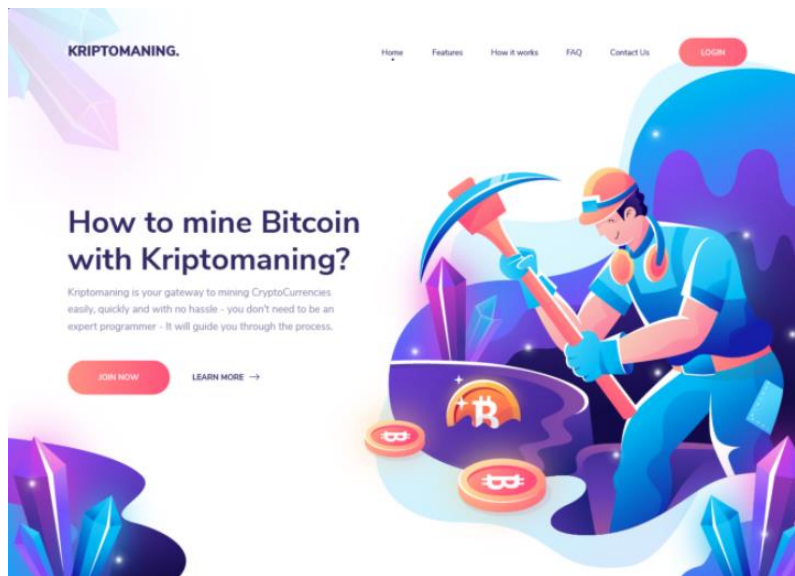 KRIPTOMANING.
Home Features How it works FAQ Contact Us LOGIN
How to mine Bitcoin
with Kriptomaning?
Kriptomaning is your gateway to mining CryptoCurrencies
easily, quickly and with no hassle - you don't need to be an
expert programmer - It will guide you through the process.
JOIN NOW LEARN MORE →